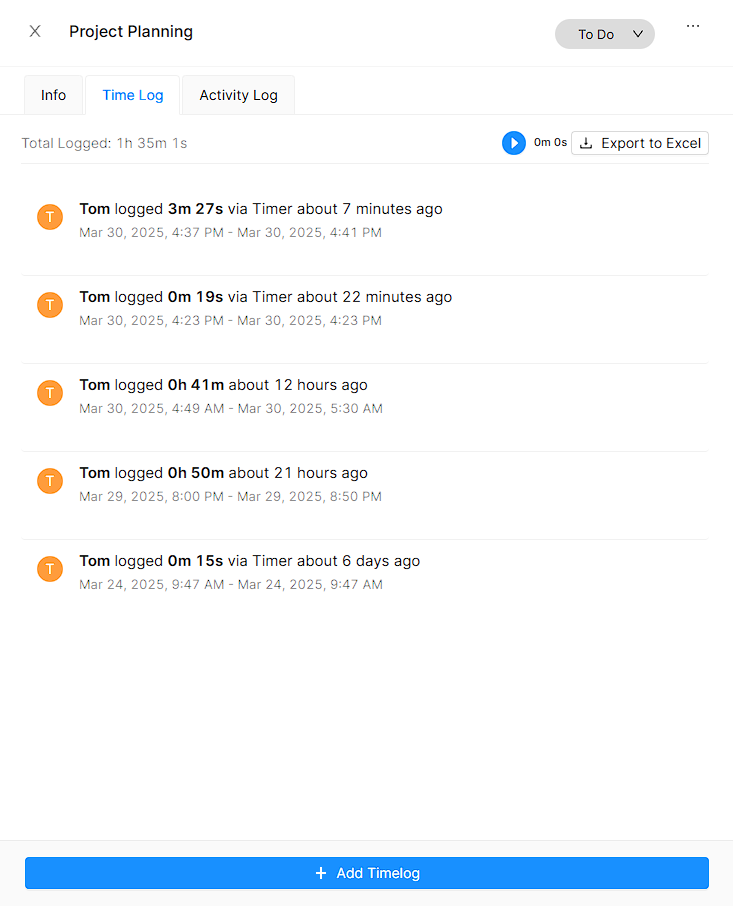 Project Planning
To Do
...
Info
Time Log
Activity Log
Total Logged: 1h 35m 1s
0m 0s
Export to Excel
T
Tom logged 3m 27s via Timer about 7 minutes ago
Mar 30, 2025, 4:37 PM - Mar 30, 2025, 4:41 PM
T
Tom logged 0m 19s via Timer about 22 minutes ago
Mar 30, 2025, 4:23 PM - Mar 30, 2025, 4:23 PM
T
Tom logged 0h 41m about 12 hours ago
Mar 30, 2025, 4:49 AM - Mar 30, 2025, 5:30 AM
T
Tom logged 0h 50m about 21 hours ago
Mar 29, 2025, 8:00 PM - Mar 29, 2025, 8:50 PM
T
Tom logged 0m 15s via Timer about 6 days ago
Mar 24, 2025, 9:47 AM - Mar 24, 2025, 9:47 AM
+ Add Timelog